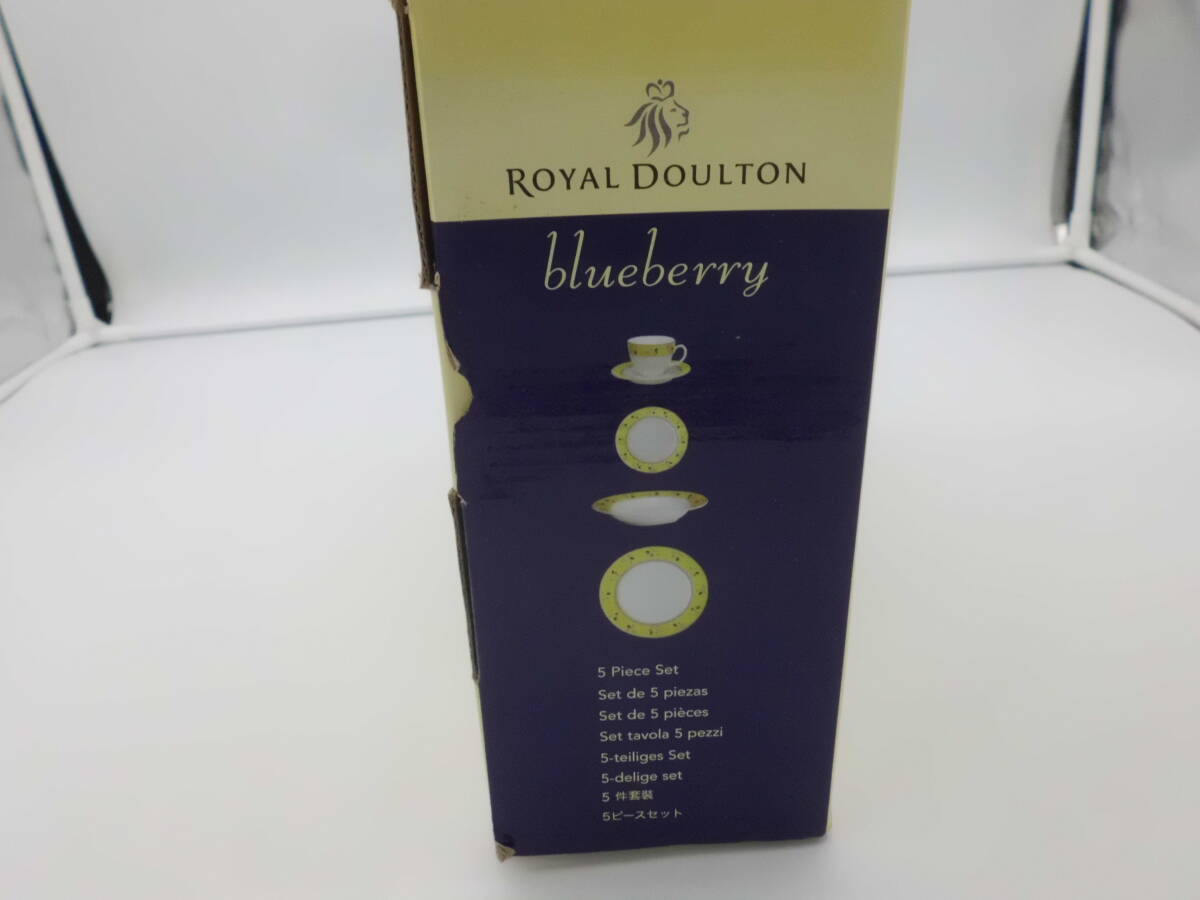 ROYAL DOULTON
blueberry
5 Piece Set
Set de 5 piezas
Set de 5 pièces
Set tavola 5 pezzi
5-teiliges Set
5-delige set
5 件套裝
5ピースセット